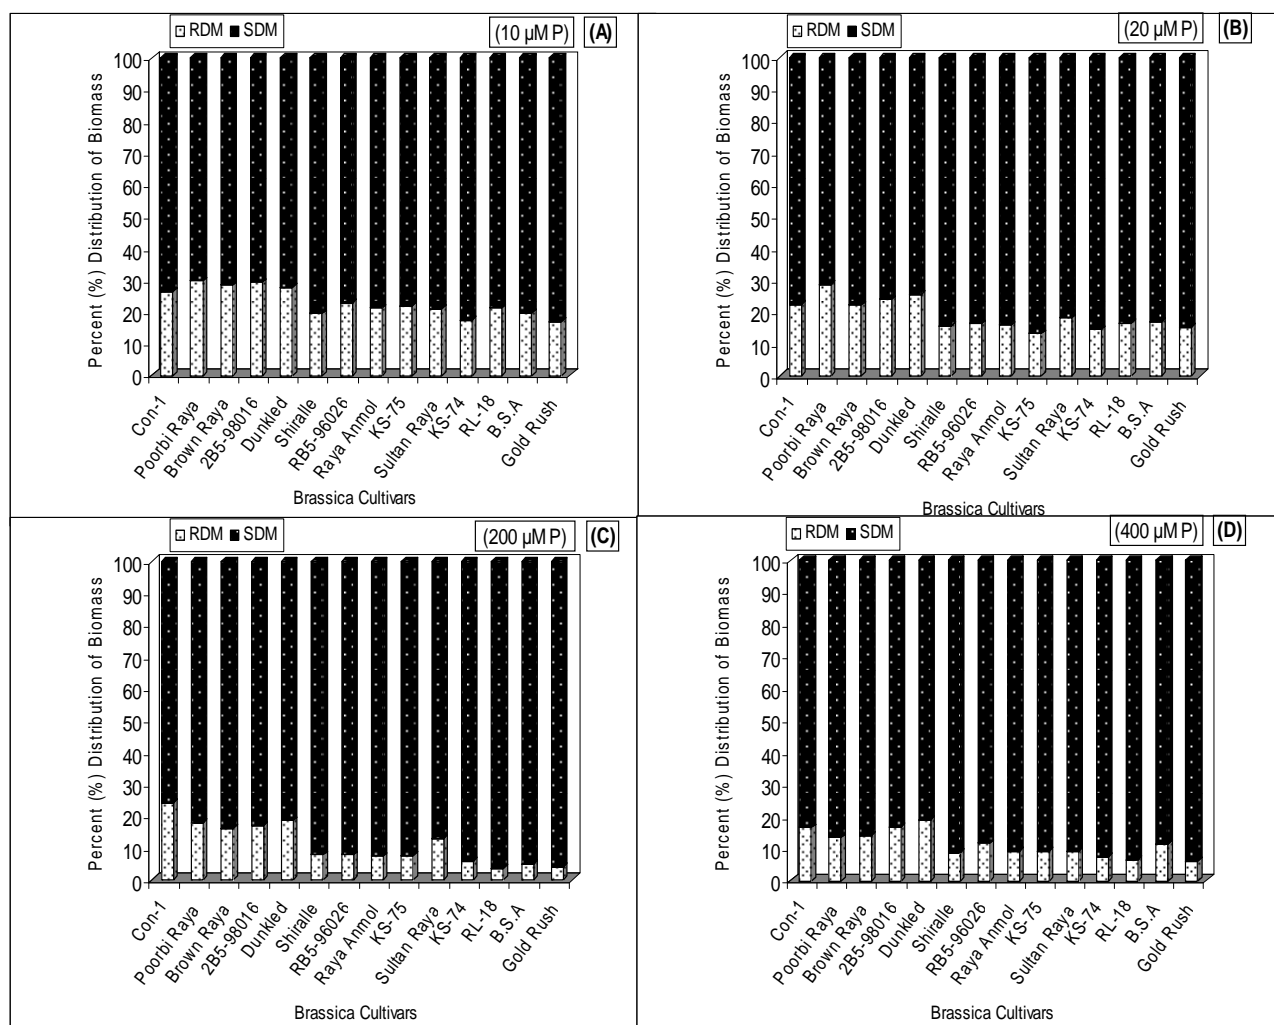 RDM SDM
(10 µM P)
(A)
Percent (%) Distribution of Biomass
100
90
80
70
60
50
40
30
20
10
0
Con-1
Poorbi Raya
Brown Raya
2B5-98016
Dunkled
Shiralle
RB5-96026
Raya Anmol
KS-75
Sultan Raya
KS-74
RL-18
B.S.A
Gold Rush
Brassica Cultivars
RDM SDM
(20 µM P)
(B)
Percent (%) Distribution of Biomass
100
90
80
70
60
50
40
30
20
10
0
Con-1
Poorbi Raya
Brown Raya
2B5-98016
Dunkled
Shiralle
RB5-96026
Raya Anmol
KS-75
Sultan Raya
KS-74
RL-18
B.S.A
Gold Rush
Brassica Cultivars
RDM SDM
(200 µM P)
(C)
Percent (%) Distribution of Biomass
100
90
80
70
60
50
40
30
20
10
0
Con-1
Poorbi Raya
Brown Raya
2B5-98016
Dunkled
Shiralle
RB5-96026
Raya Anmol
KS-75
Sultan Raya
KS-74
RL-18
B.S.A
Gold Rush
Brassica Cultivars
RDM SDM
(400 µM P)
(D)
Percent (%) Distribution of Biomass
100
90
80
70
60
50
40
30
20
10
0
Con-1
Poorbi Raya
Brown Raya
2B5-98016
Dunkled
Shiralle
RB5-96026
Raya Anmol
KS-75
Sultan Raya
KS-74
RL-18
B.S.A
Gold Rush
Brassica Cultivars